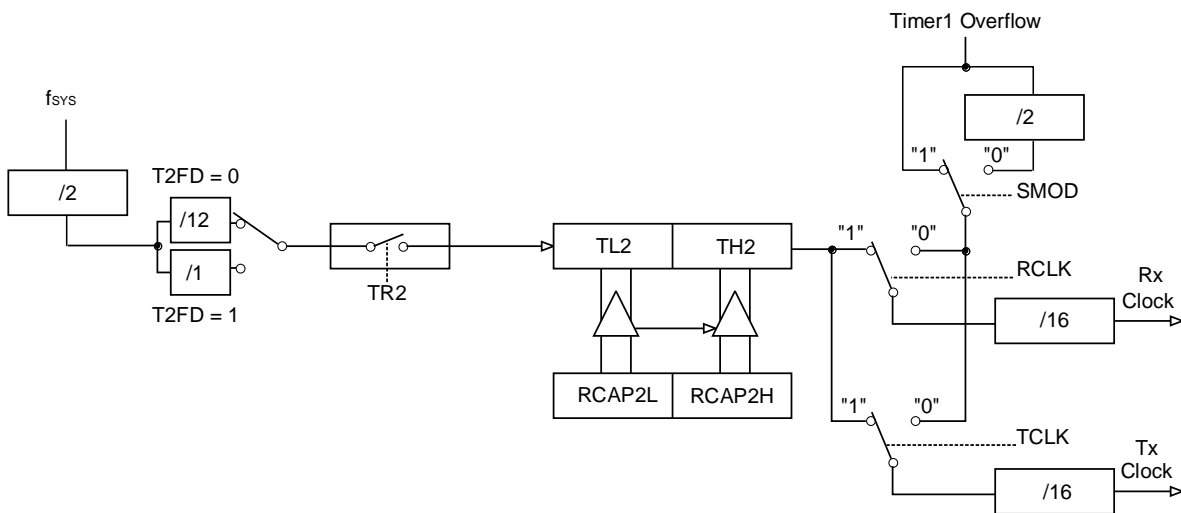 Timer1 Overflow
fSYS
/2
/2
"1"
"0"
SMOD
T2FD = 0
/12
/1
T2FD = 1
TR2
TL2
TH2
"1"
"0"
RCLK
Rx
Clock
/16
RCAP2L
RCAP2H
"1"
"0"
TCLK
Tx
Clock
/16